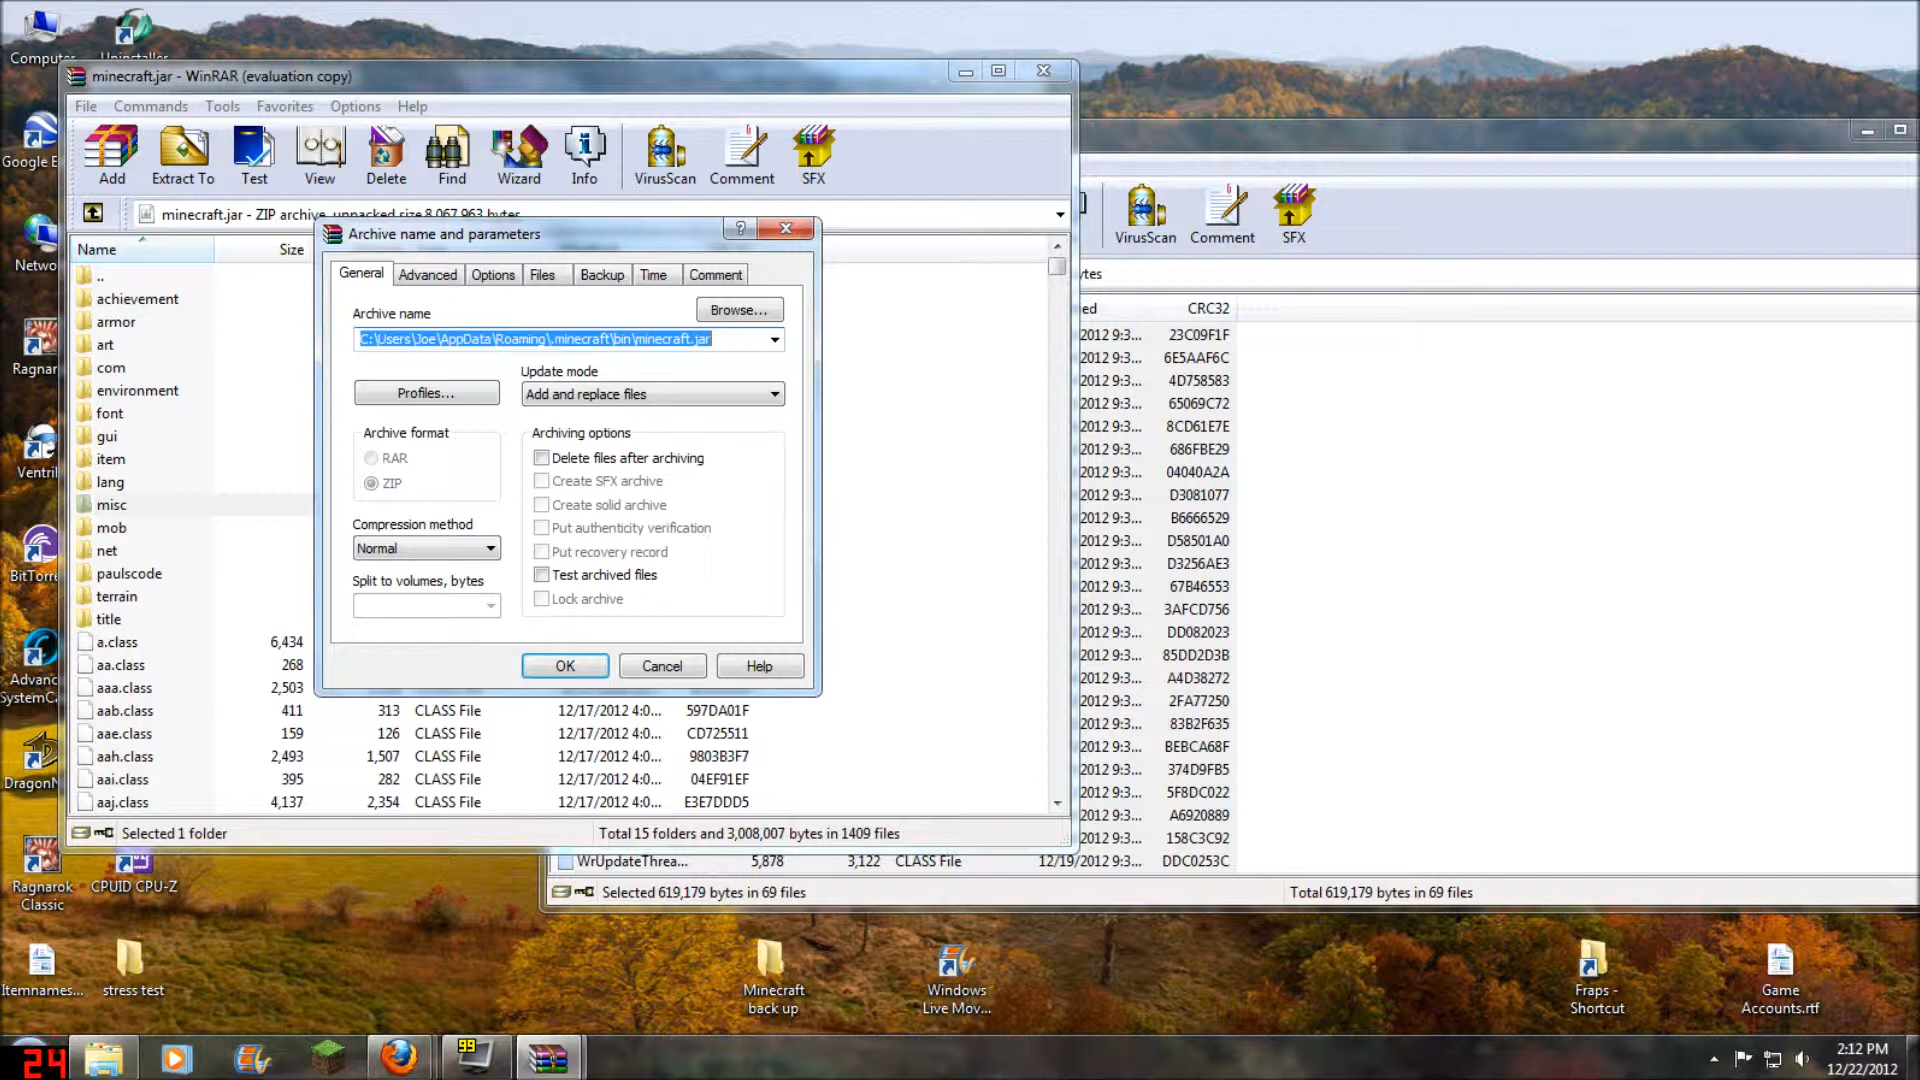 Computer
Uninstaller
minecraft.jar - WinRAR (evaluation copy)
File Commands Tools Favorites Options Help
Add Extract To Test View Delete Find Wizard Info VirusScan Comment SFX
minecraft.jar - ZIP archive, unpacked size 8,067,963 bytes
Name Size
..
achievement
armor
art
com
environment
font
gui
item
lang
misc
mob
net
paulscode
terrain
title
a.class 6,434
aa.class 268
aaa.class 2,503
aab.class 411 313 CLASS File 12/17/2012 4:0... 597DA01F
aae.class 159 126 CLASS File 12/17/2012 4:0... CD725511
aah.class 2,493 1,507 CLASS File 12/17/2012 4:0... 9803B3F7
aai.class 395 282 CLASS File 12/17/2012 4:0... 04EF91EF
aaj.class 4,137 2,354 CLASS File 12/17/2012 4:0... E3E7DDD5
Selected 1 folder Total 15 folders and 3,008,007 bytes in 1409 files
Archive name and parameters
General Advanced Options Files Backup Time Comment
Archive name
Browse...
C:\Users\Joe\AppData\Roaming\.minecraft\bin\minecraft.jar
Profiles...
Update mode
Add and replace files
Archive format
RAR
ZIP
Compression method
Normal
Split to volumes, bytes
Archiving options
Delete files after archiving
Create SFX archive
Create solid archive
Put authenticity verification
Put recovery record
Test archived files
Lock archive
OK Cancel Help
VirusScan Comment SFX
tes
ed CRC32
2012 9:3... 23C09F1F
2012 9:3... 6E5AAF6C
2012 9:3... 4D758583
2012 9:3... 65069C72
2012 9:3... 8CD61E7E
2012 9:3... 686FBE29
2012 9:3... 04040A2A
2012 9:3... D3081077
2012 9:3... B6666529
2012 9:3... D58501A0
2012 9:3... D3256AE3
2012 9:3... 67B46553
2012 9:3... 3AFCD756
2012 9:3... DD082023
2012 9:3... 85DD2D3B
2012 9:3... A4D38272
2012 9:3... 2FA77250
2012 9:3... 83B2F635
2012 9:3... BEBCA68F
2012 9:3... 374D9FB5
2012 9:3... 5F8DC022
2012 9:3... A6920889
2012 9:3... 158C3C92
WrUpdateThrea... 5,878 3,122 CLASS File 12/19/2012 9:3... DDC0253C
Selected 619,179 bytes in 69 files Total 619,179 bytes in 69 files
Google E
Netwo
Ragnar
Ventril
BitTorre
Advanc
SystemCa
DragonN
Ragnarok
Classic
CPUID CPU-Z
Itemnames...
stress test
Minecraft
back up
Windows
Live Mov...
Fraps -
Shortcut
Game
Accounts.rtf
24
99
2:12 PM
12/22/2012